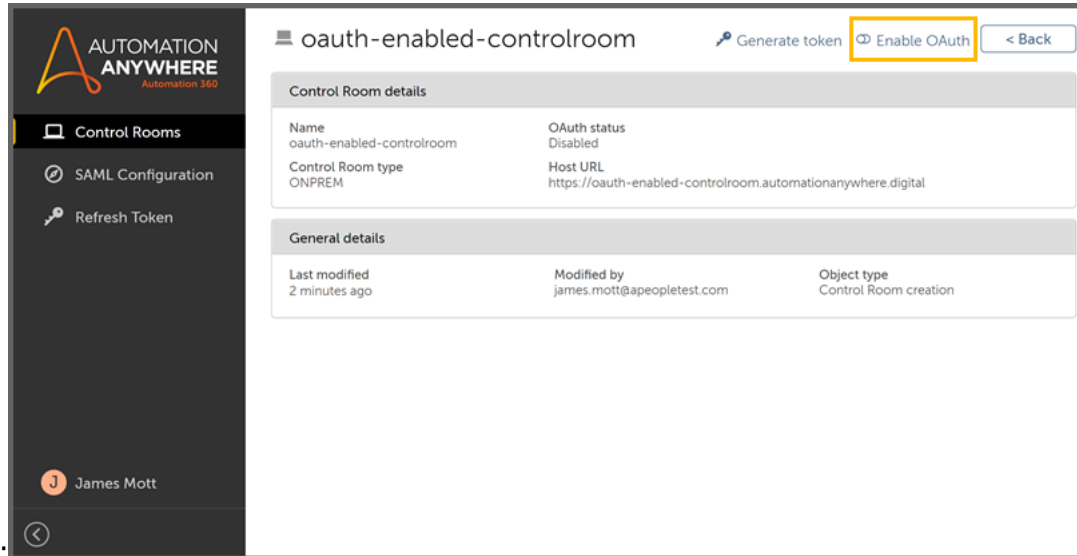 AUTOMATION
ANYWHERE
Automation 360
Control Rooms
SAML Configuration
Refresh Token
J James Mott
oauth-enabled-controlroom
Generate token
Enable OAuth
< Back
Control Room details
Name
oauth-enabled-controlroom
OAuth status
Disabled
Control Room type
ONPREM
Host URL
https://oauth-enabled-controlroom.automationanywhere.digital
General details
Last modified
2 minutes ago
Modified by
james.mott@apeopletest.com
Object type
Control Room creation
.